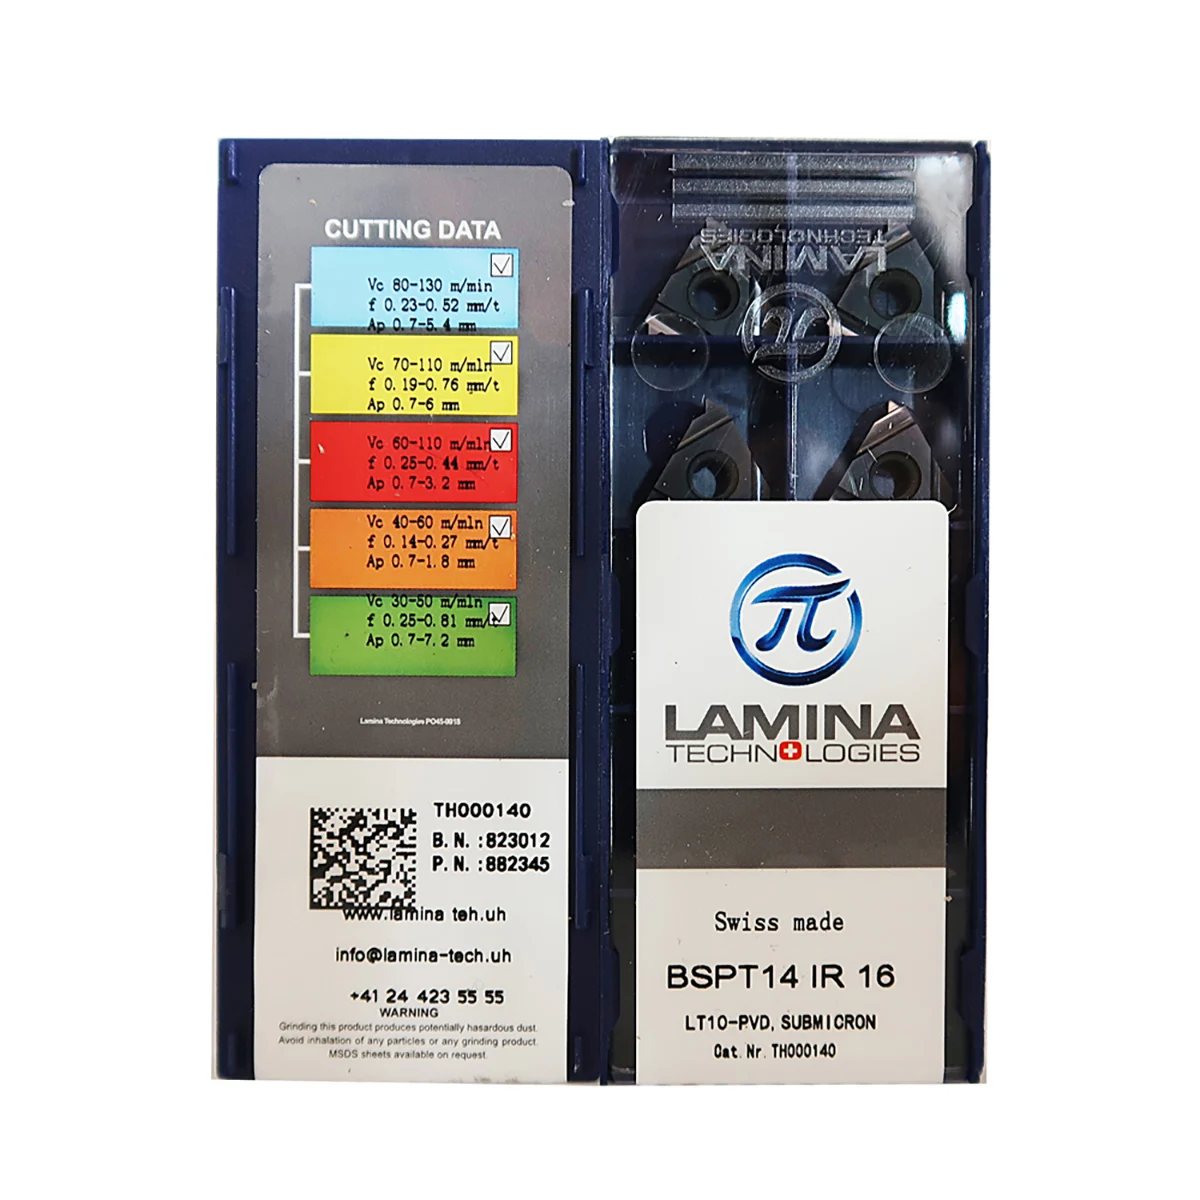 CUTTING DATA
Vc 80-130 m/min
f 0.23-0.52 mm/t
Ap 0.7-5.4 mm
Vc 70-110 m/mln
f 0.19-0.76 mm/t
Ap 0.7-6 mm
Vc 60-110 m/mln
f 0.25-0.44 mm/t
Ap 0.7-3.2 mm
Vc 40-60 m/mln
f 0.14-0.27 mm/t
Ap 0.7-1.8 mm
Vc 30-50 m/mln
f 0.25-0.81 mm/t
Ap 0.7-7.2 mm
Lamina Technologies PO45-9918
TH000140
B.N.:823012
P.N.:882345
www.lamina teh.uh
info@lamina-tech.uh
+41 24 423 55 55
WARNING
Grinding this product produces potentially hasardous dust.
Avoid inhalation of any particles or any grinding product.
MSDS sheets available on request.
LAMINA
TECHNOLOGIES
π
LAMINA
TECHNOLOGIES
Swiss made
BSPT14 IR 16
LT10-PVD, SUBMICRON
Cat.Nr.TH000140